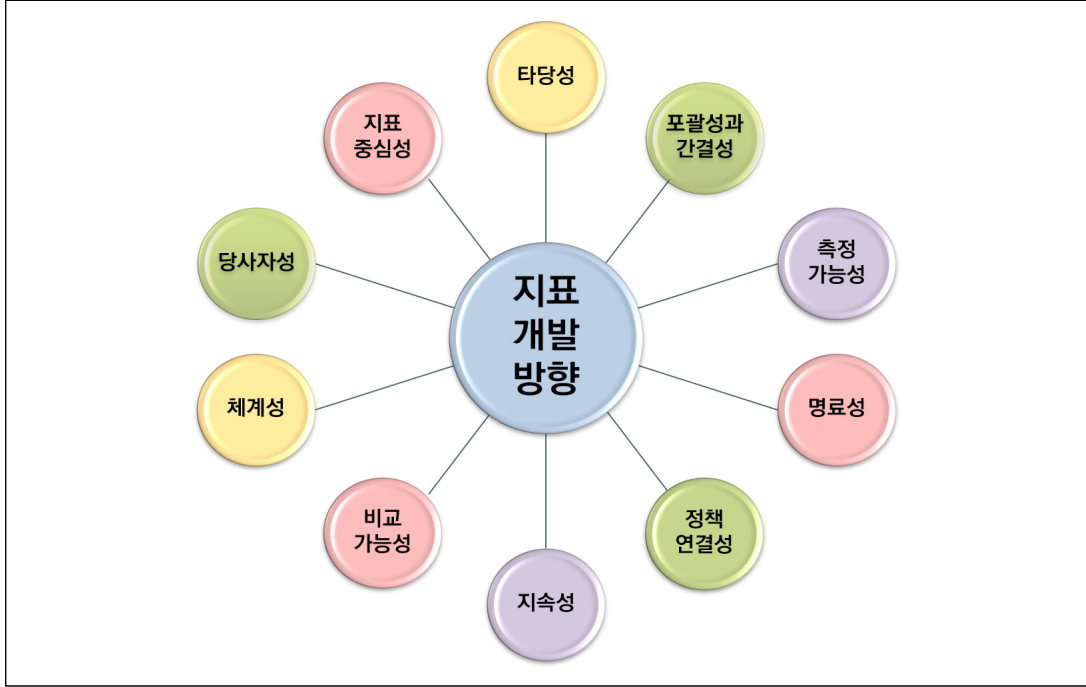 지표
개발
방향
타당성
포괄성과
간결성
측정
가능성
명료성
정책
연결성
지속성
비교
가능성
체계성
당사자성
지표
중심성